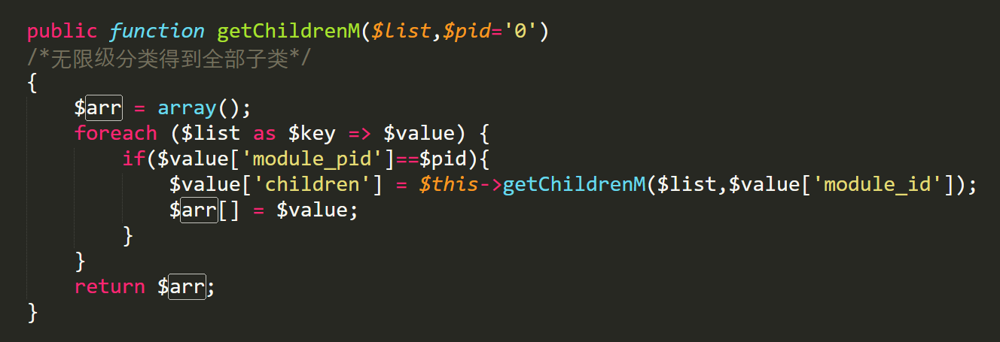 public function getChildrenM($list,$pid='0')
/*无限级分类得到全部子类*/
{
    $arr = array();
    foreach ($list as $key => $value) {
        if($value['module_pid']==$pid){
            $value['children'] = $this->getChildrenM($list,$value['module_id']);
            $arr[] = $value;
        }
    }
    return $arr;
}